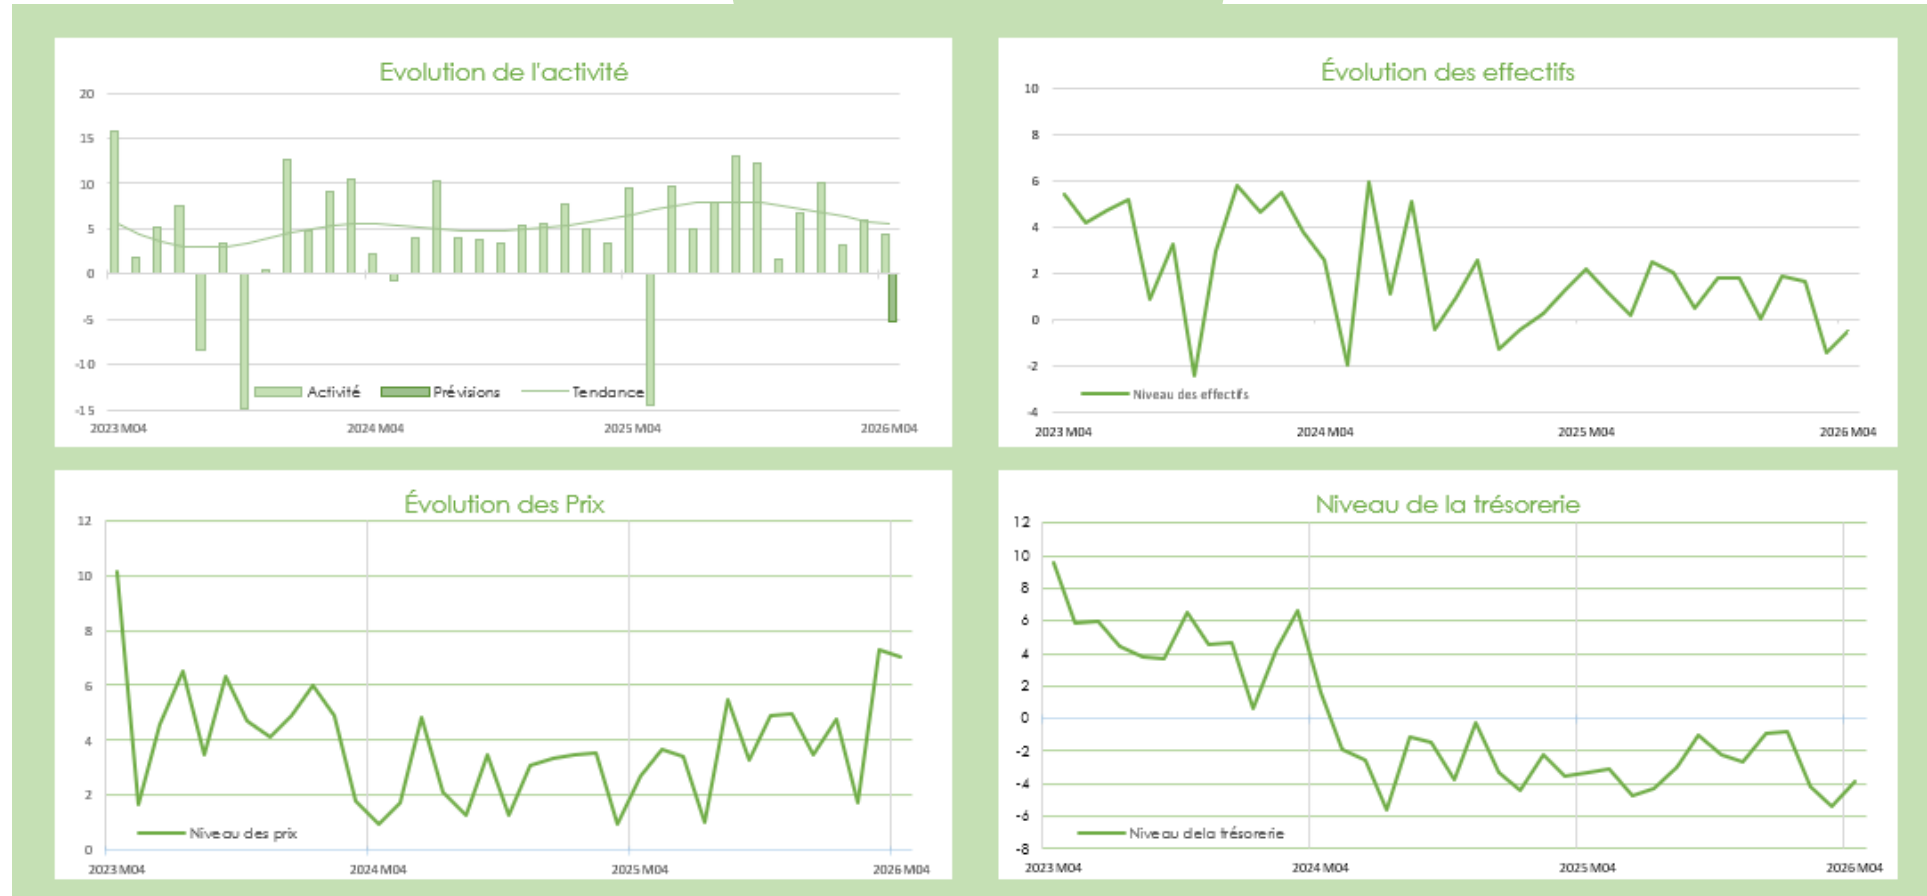 Evolution de l'activité
20
15
10
5
0
-5
-10
-15
Activité
Prévisions
Tendance
2023 M04
2024 M04
2025 M04
2026 M04
Évolution des effectifs
10
8
6
4
2
0
-2
-4
Niveau des effectifs
2023 M04
2024 M04
2025 M04
2026 M04
Évolution des Prix
12
10
8
6
4
2
0
Niveau des prix
2023 M04
2024 M04
2025 M04
2026 M04
Niveau de la trésorerie
12
10
8
6
4
2
0
-2
-4
-6
-8
Niveau dela trésorerie
2023 M04
2024 M04
2025 M04
2026 M04